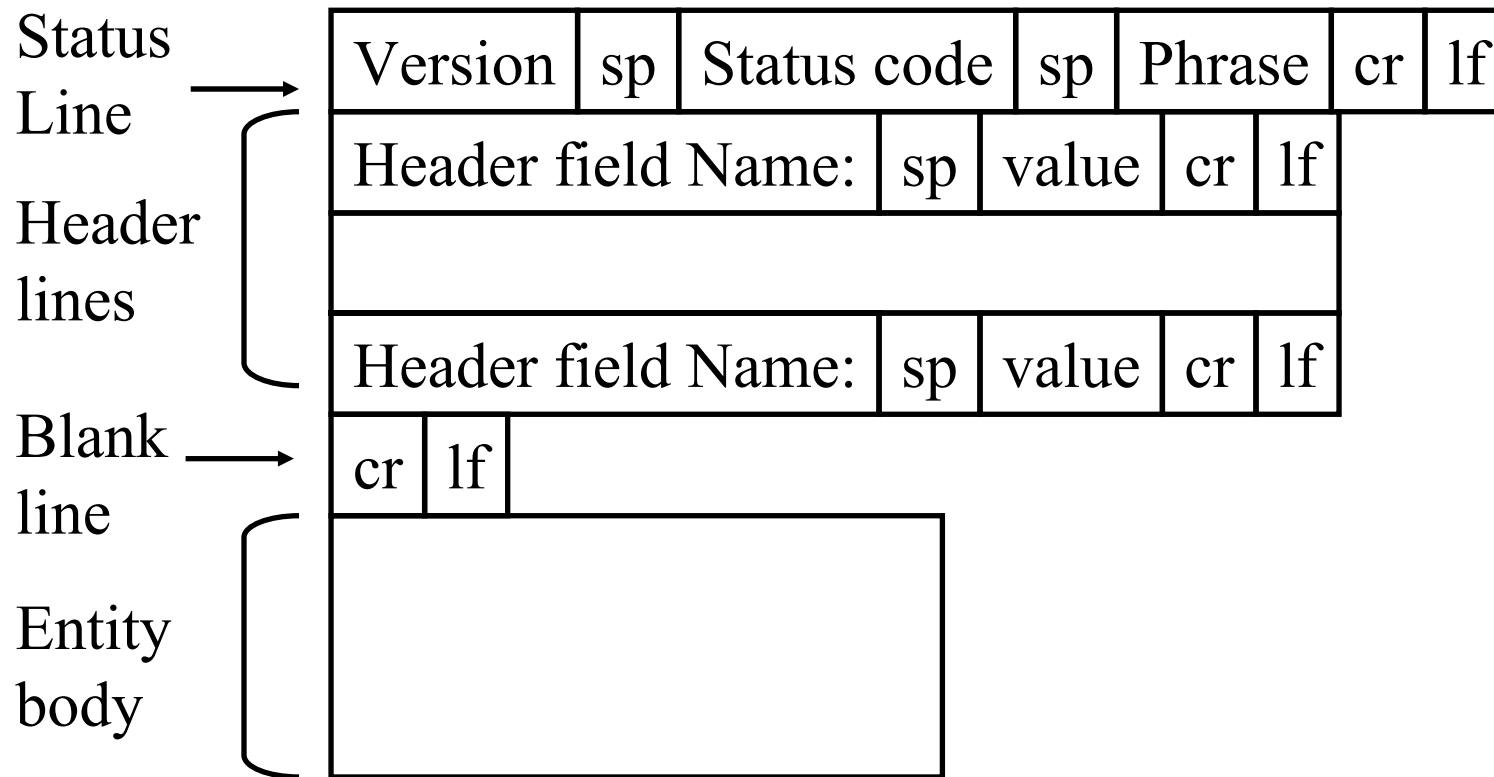 Status
Line
Version sp Status code sp Phrase cr lf
Header
lines
Header field Name: sp value cr lf
Header field Name: sp value cr lf
Blank
line
cr lf
Entity
body